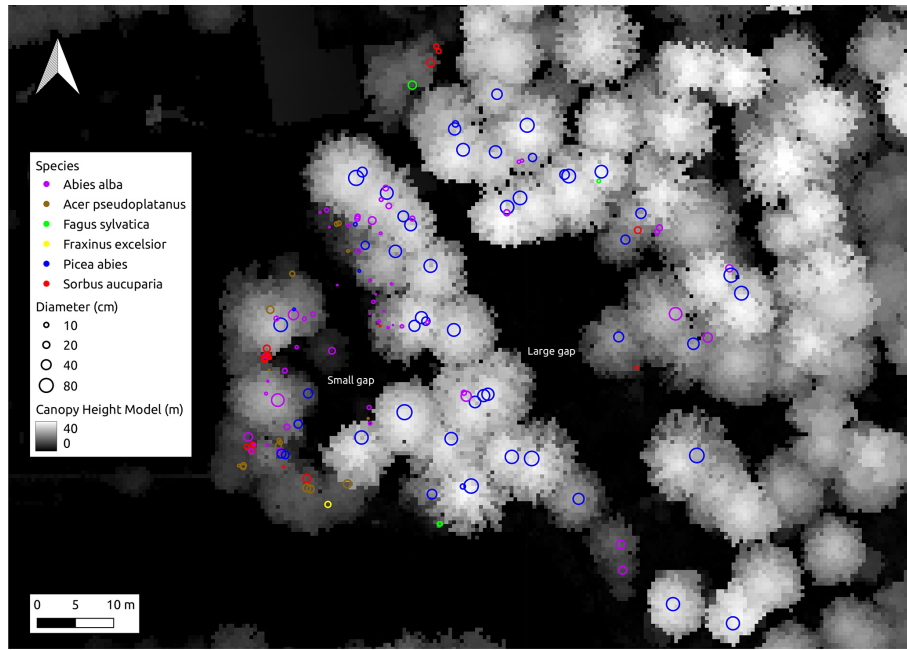 Species
Abies alba
Acer pseudoplatanus
Fagus sylvatica
Fraxinus excelsior
Picea abies
Sorbus aucuparia
Diameter (cm)
10
20
40
80
Canopy Height Model (m)
40
0
Large gap
Small gap
0 5 10 m